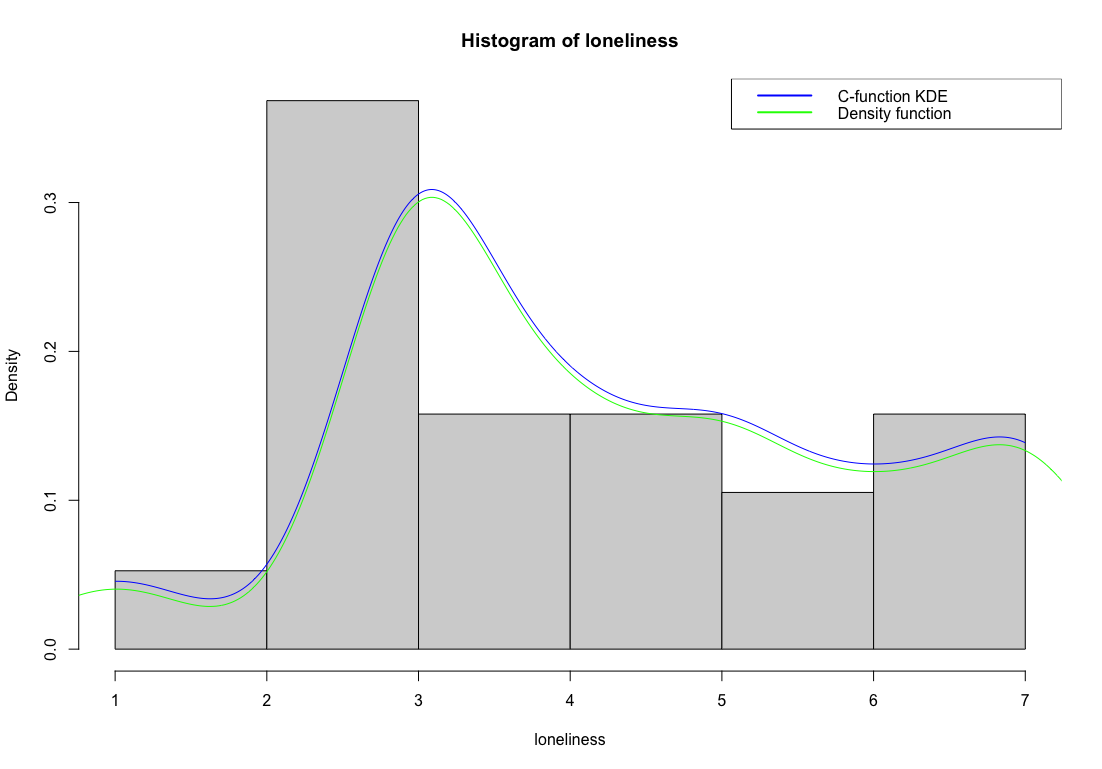 Histogram of loneliness
C-function KDE
Density function
Density
0.3
0.2
0.1
0.0
1 2 3 4 5 6 7
loneliness